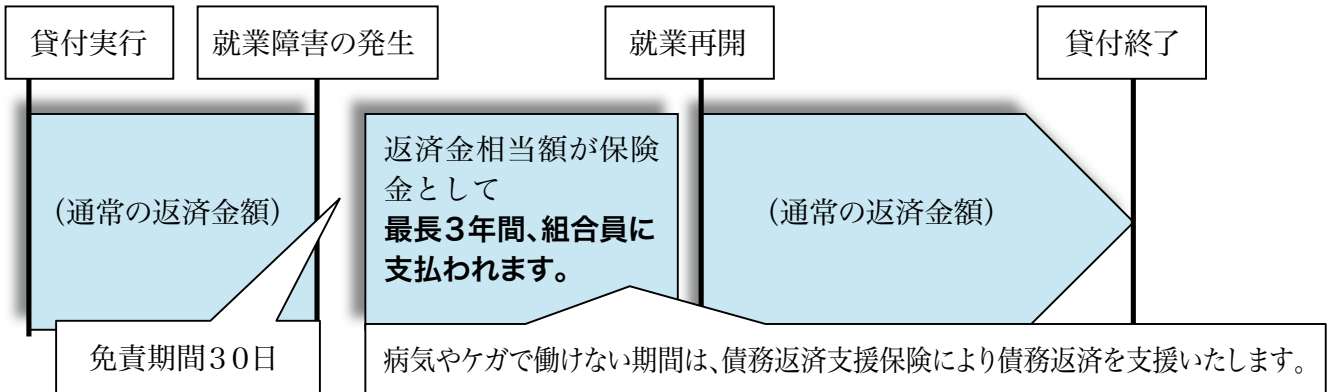 貸付実行
就業障害の発生
就業再開
貸付終了
(通常の返済金額)
返済金相当額が保険
金として
最長3年間、組合員に
支払われます。
(通常の返済金額)
免責期間30日
病気やケガで働けない期間は、債務返済支援保険により債務返済を支援いたします。